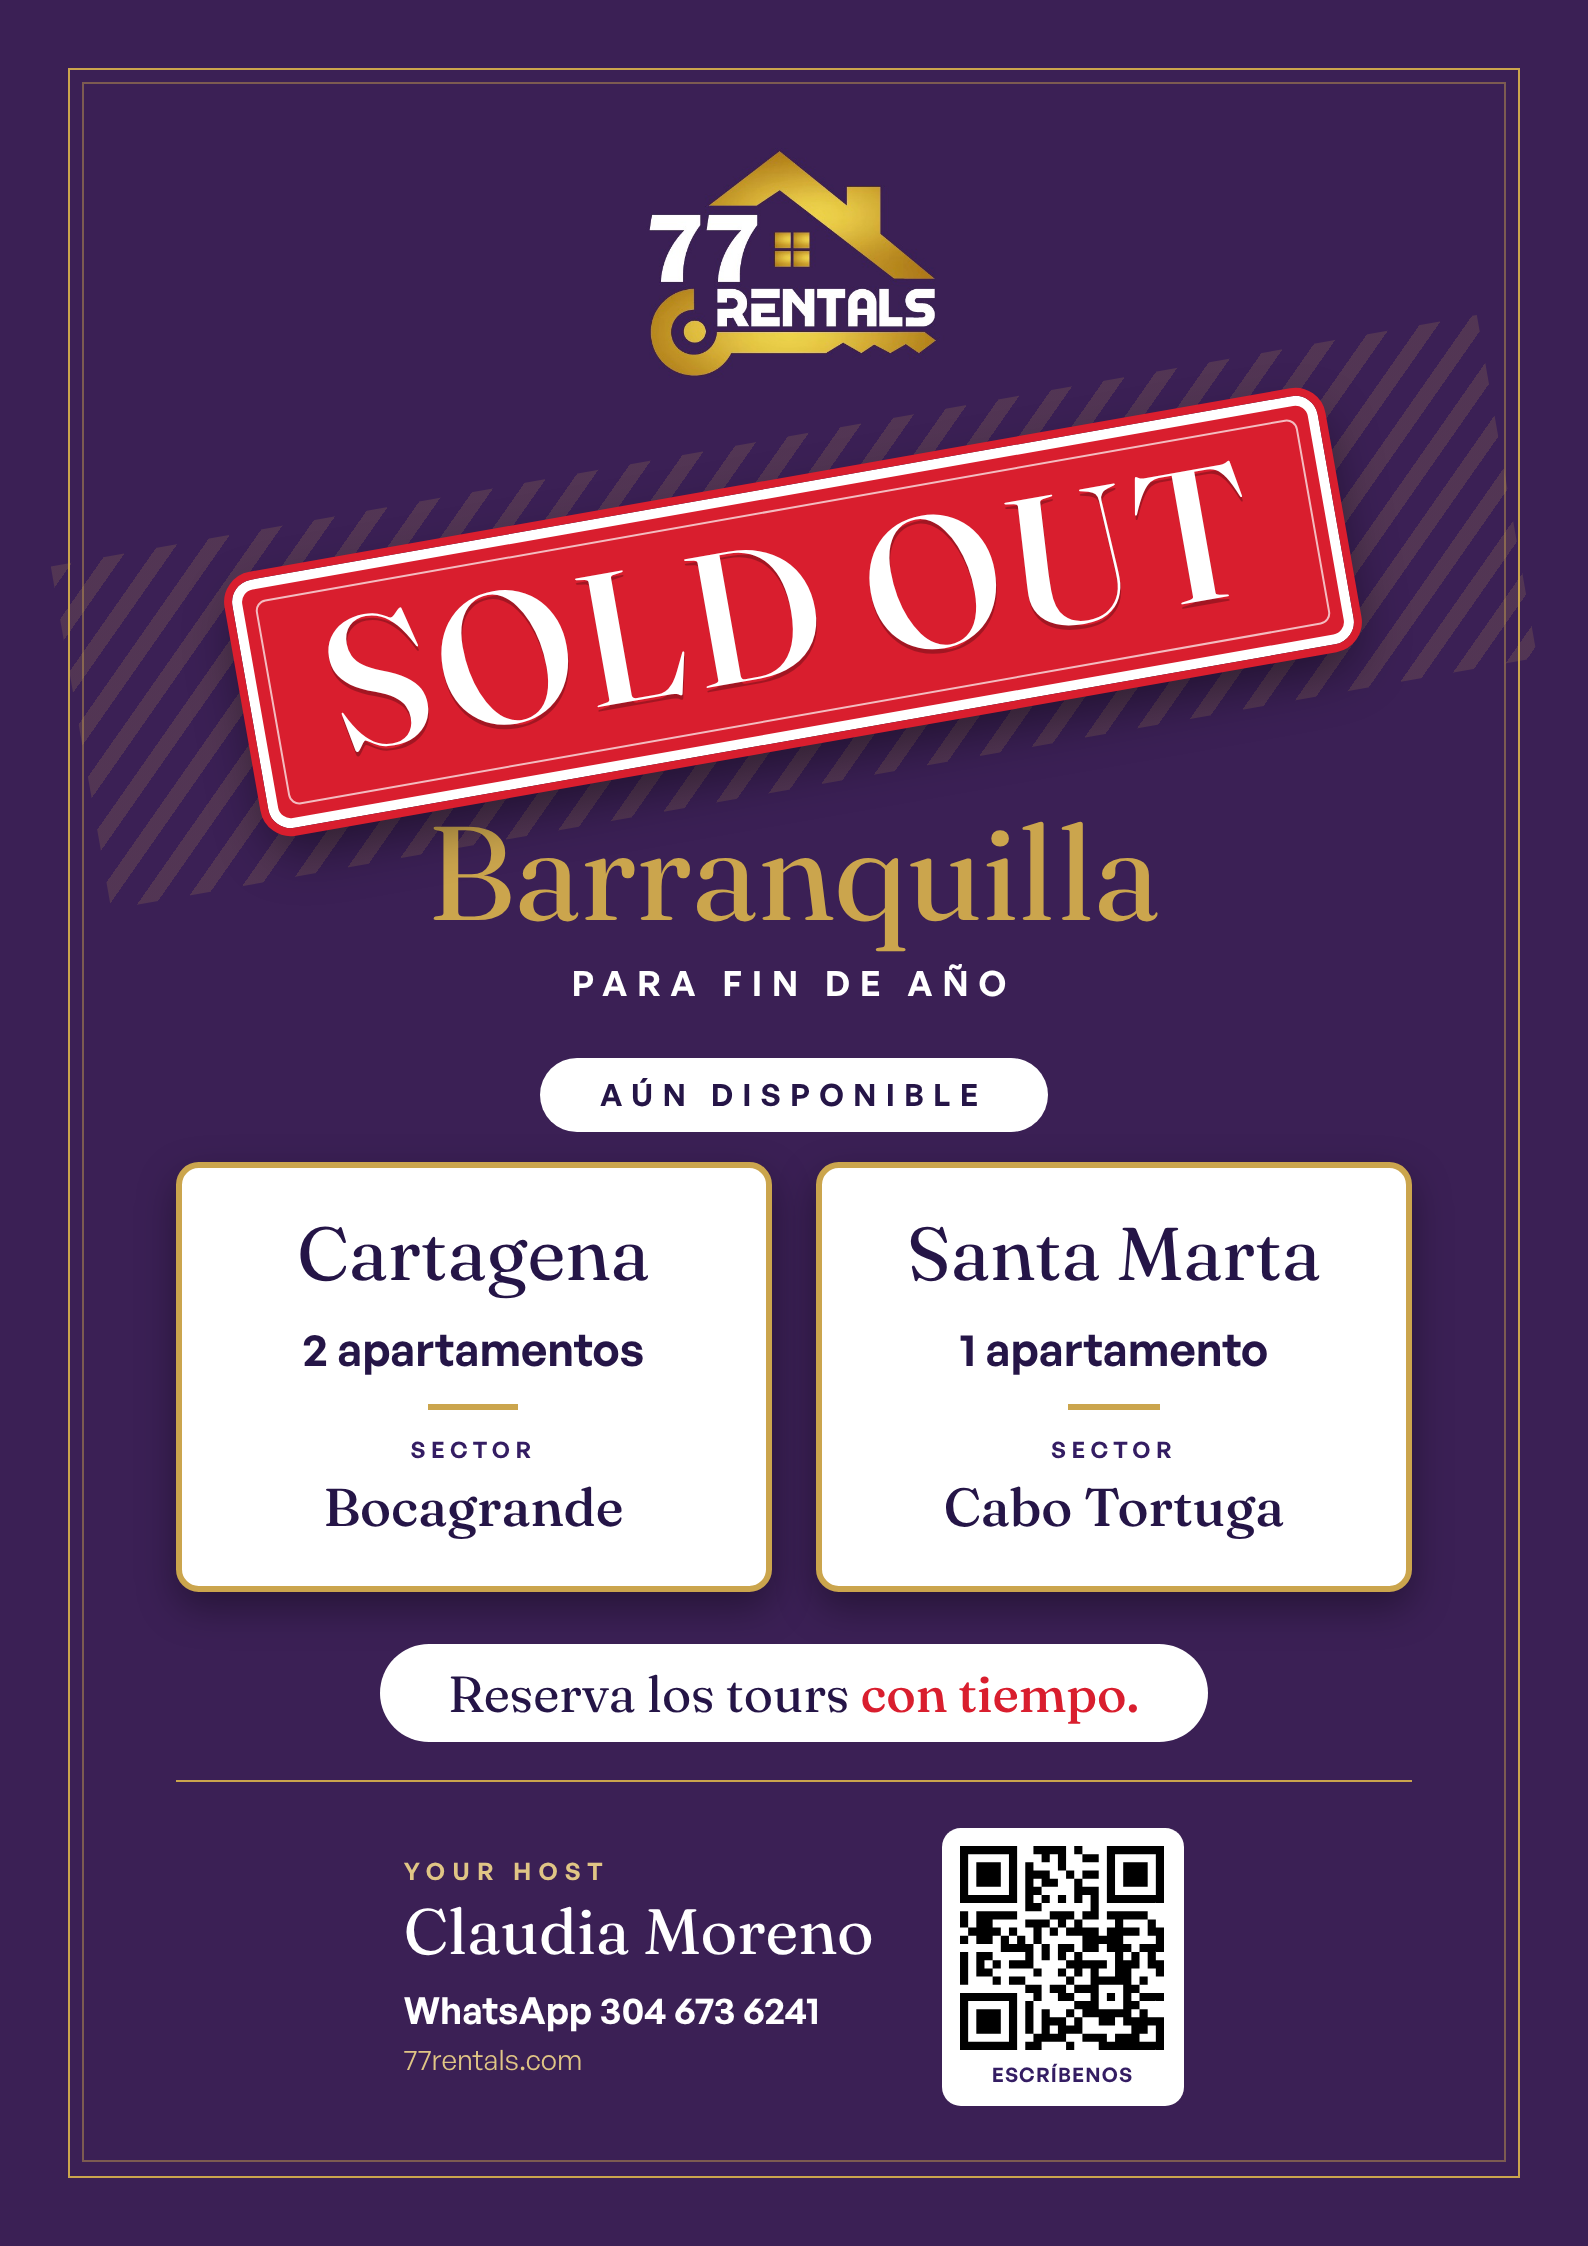 77
RENTALS
SOLD OUT
Barranquilla
PARA FIN DE AÑO
AÚN DISPONIBLE
Cartagena
2 apartamentos
SECTOR
Bocagrande
Santa Marta
1 apartamento
SECTOR
Cabo Tortuga
Reserva los tours con tiempo.
YOUR HOST
Claudia Moreno
WhatsApp 304 673 6241
77rentals.com
ESCRÍBENOS